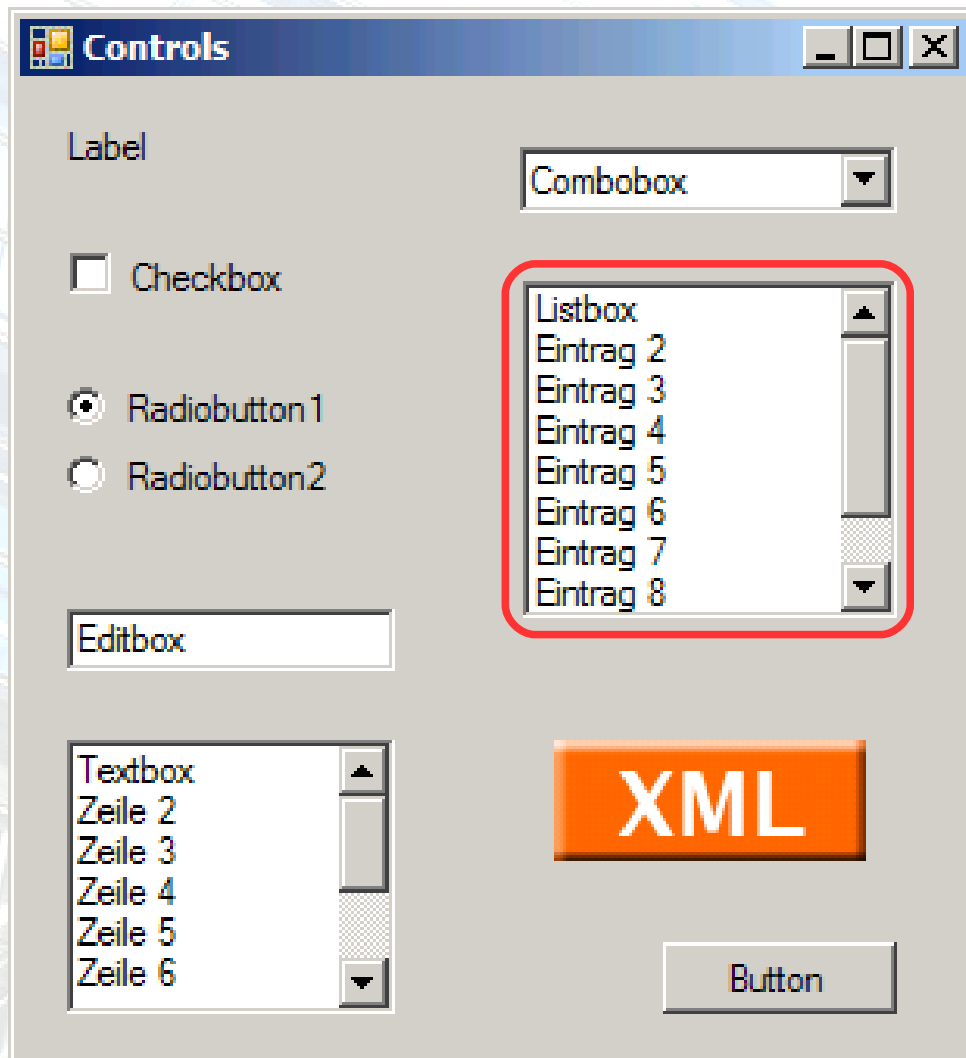 Controls
Label
Combobox
Checkbox
Listbox
Eintrag 2
Eintrag 3
Eintrag 4
Eintrag 5
Eintrag 6
Eintrag 7
Eintrag 8
Radiobutton1
Radiobutton2
Editbox
Textbox
Zeile 2
Zeile 3
Zeile 4
Zeile 5
Zeile 6
XML
Button